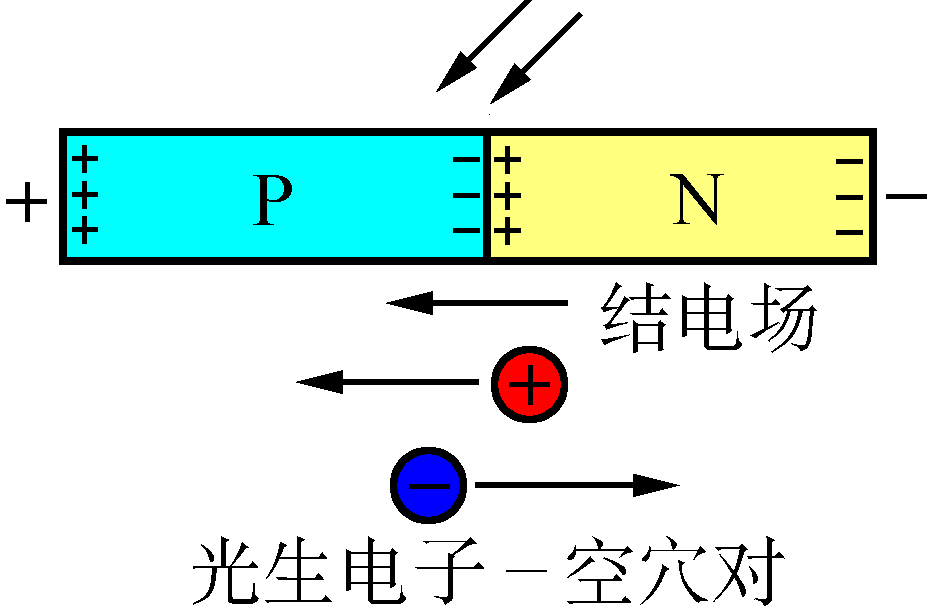 + + + + P − − − + + + N − − − −
结电场
+
−
光生电子－空穴对